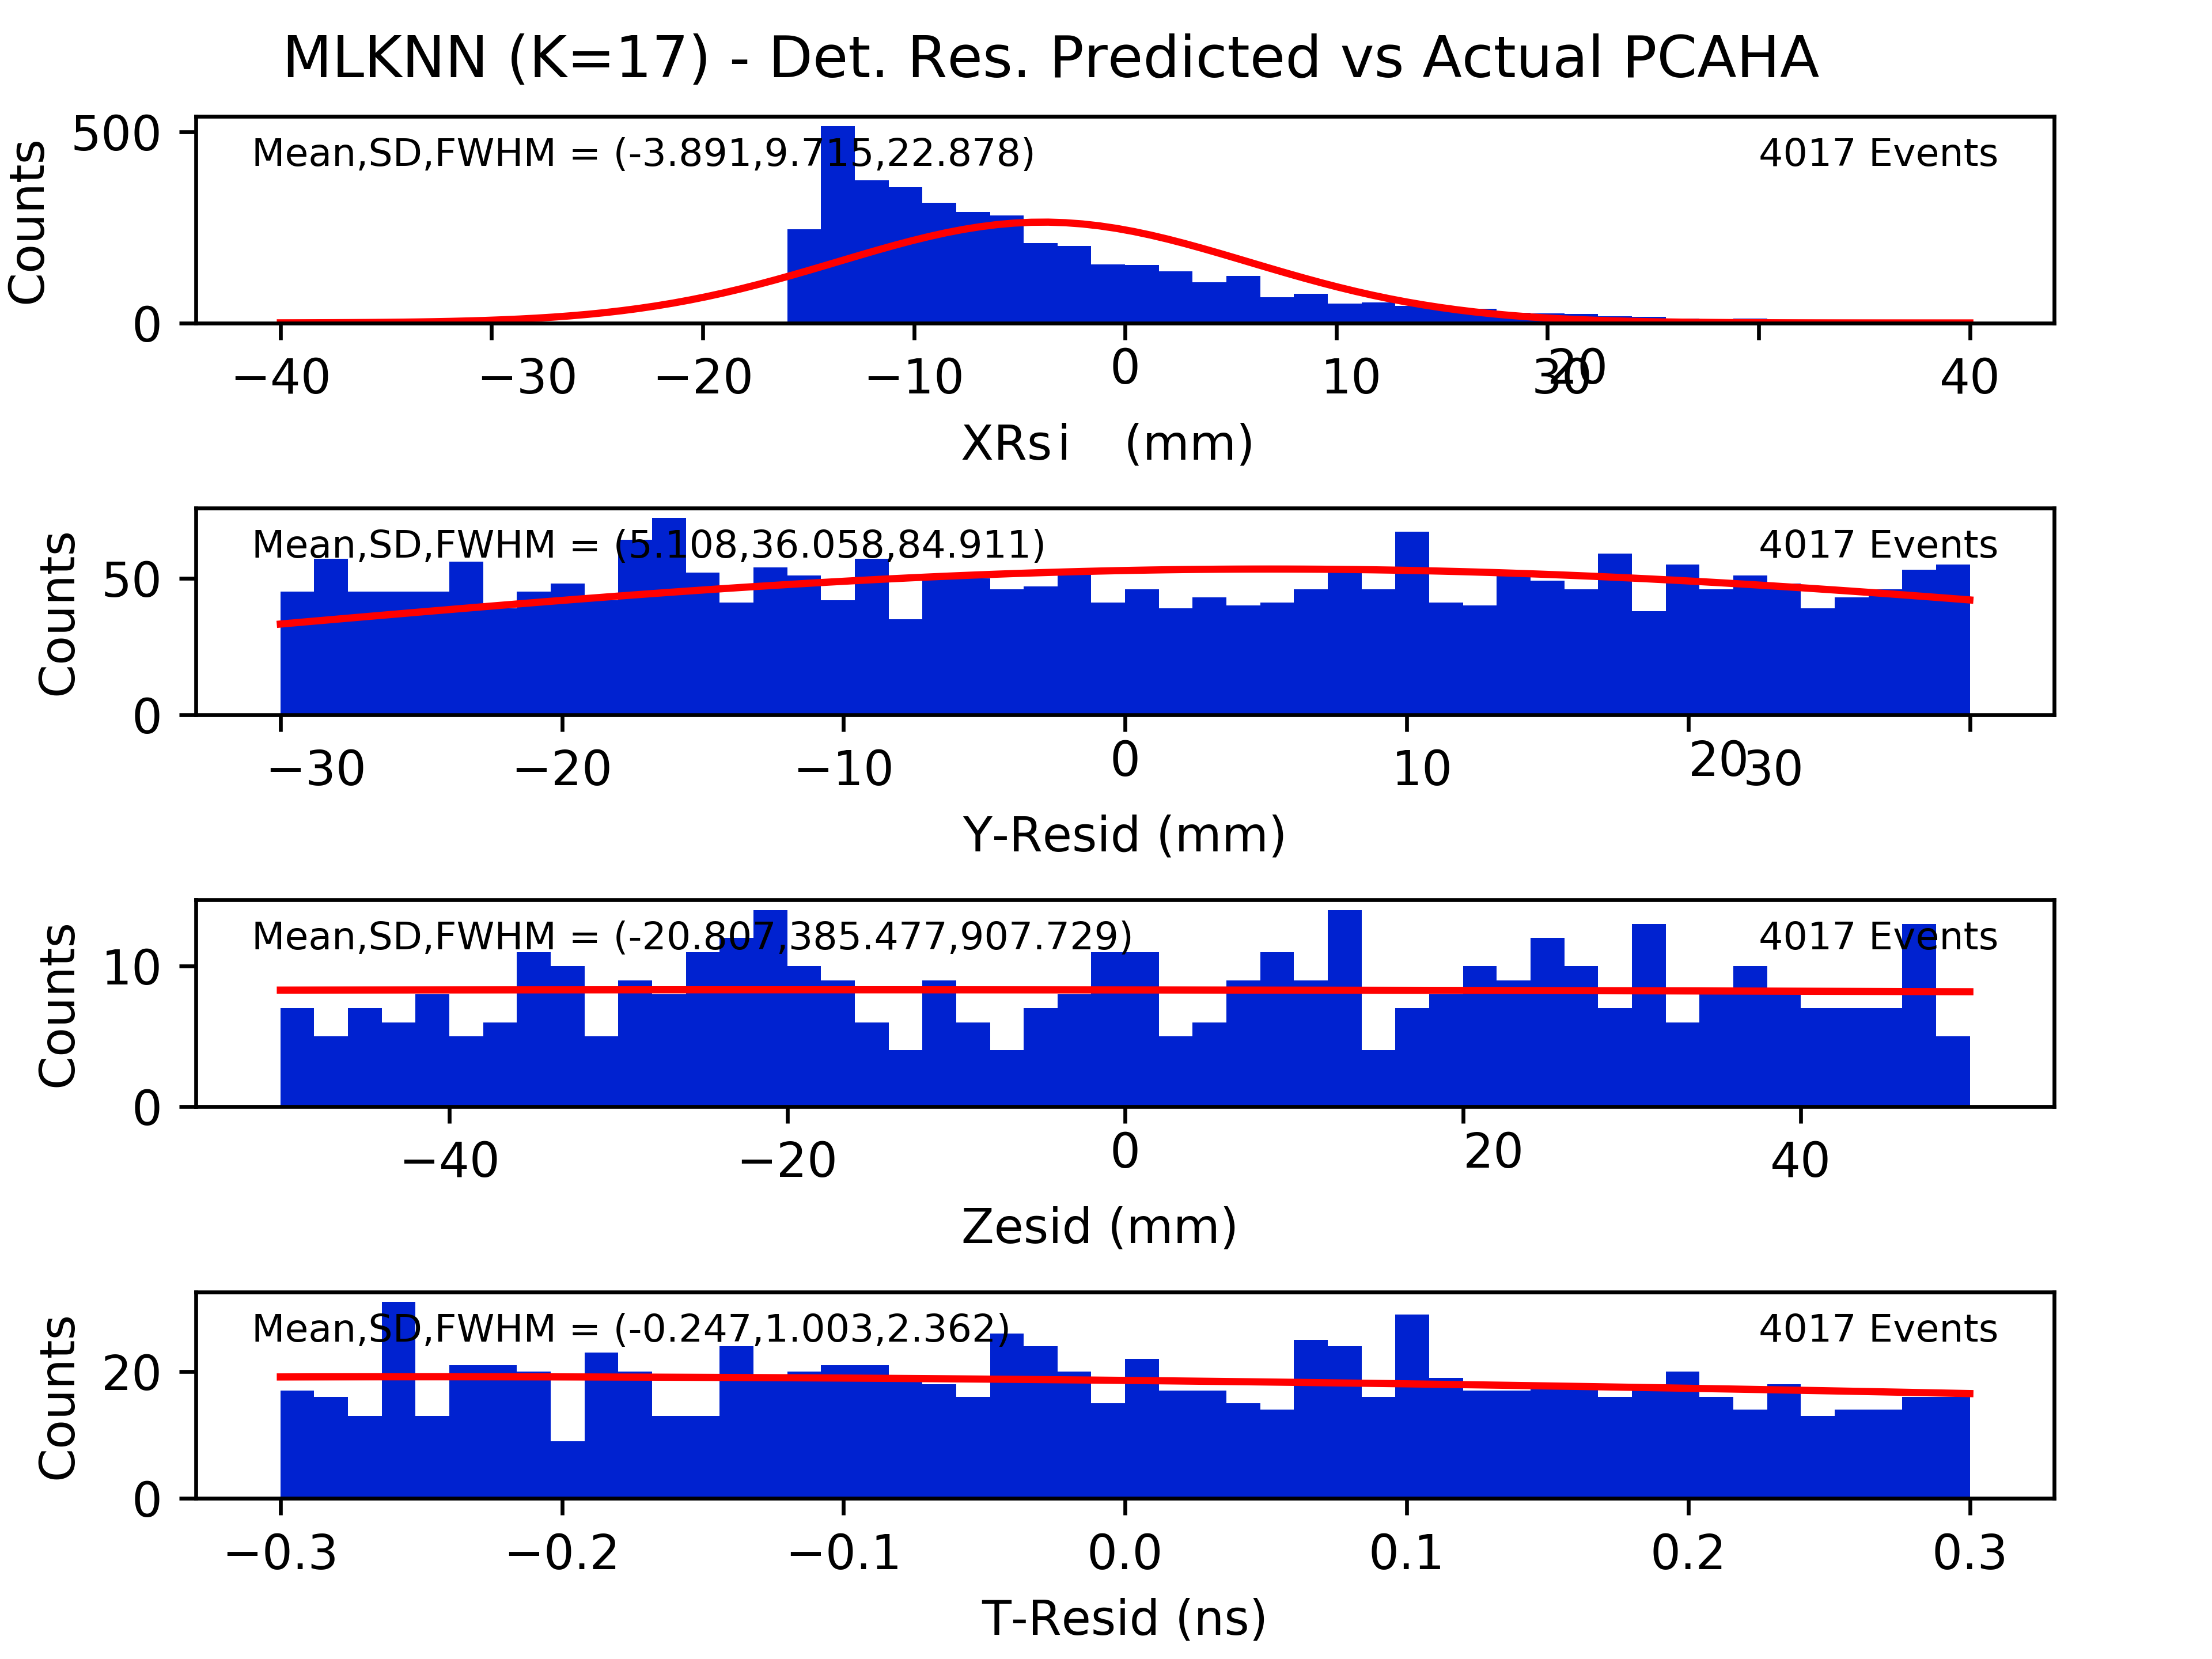 MLKNN (K=17) - Det. Res. Predicted vs Actual PCAHA
Counts
500
0
Mean,SD,FWHM = (-3.891,9.715,22.878)
4017 Events
−40 −30 −20 −10 0 10 30 20 40
XRsi (mm)
Counts
50
0
Mean,SD,FWHM = (5.108,36.058,84.911)
4017 Events
−30 −20 −10 0 10 20 30
Y-Resid (mm)
Counts
10
0
Mean,SD,FWHM = (-20.807,385.477,907.729)
4017 Events
−40 −20 0 20 40
Zesid (mm)
Counts
20
0
Mean,SD,FWHM = (-0.247,1.003,2.362)
4017 Events
−0.3 −0.2 −0.1 0.0 0.1 0.2 0.3
T-Resid (ns)